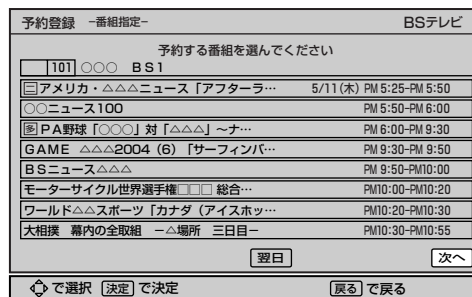 予約登録 -番組指定- BSテレビ
予約する番組を選んでください
101 ○○○ BS1
二 アメリカ・△△△ニュース「アフターラ… 5/11(木) PM 5:25-PM 5:50
○○ニュース100 PM 5:50-PM 6:00
多 PA野球「○○○」対「△△△」〜ナ… PM 6:00-PM 9:30
GAME △△△2004（6）「サーフィンバ… PM 9:30-PM 9:50
BSニュース△△△ PM 9:50-PM10:00
モーターサイクル世界選手権□□□ 総合… PM10:00-PM10:20
ワールド△△スポーツ「カナダ（アイスホッ… PM10:20-PM10:30
大相撲 幕内の全取組 －△場所 三日目－ PM10:30-PM10:55
翌日 次へ
で選択 決定 で決定 戻る で戻る